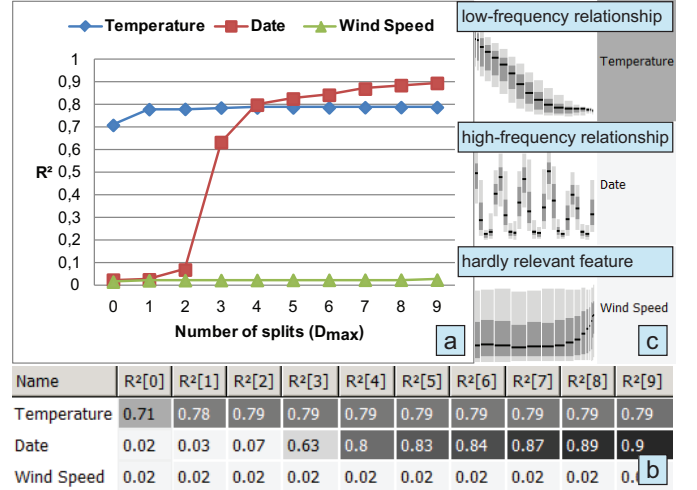 Temperature Date Wind Speed
1
0,9
0,8
0,7
0,6
R² 0,5
0,4
0,3
0,2
0,1
0
0 1 2 3 4 5 6 7 8 9
Number of splits (Dmax)
a
low-frequency relationship
Temperature
high-frequency relationship
Date
hardly relevant feature
Wind Speed
c
Name R²[0] R²[1] R²[2] R²[3] R²[4] R²[5] R²[6] R²[7] R²[8] R²[9]
Temperature 0.71 0.78 0.79 0.79 0.79 0.79 0.79 0.79 0.79 0.79
Date 0.02 0.03 0.07 0.63 0.8 0.83 0.84 0.87 0.89 0.9
Wind Speed 0.02 0.02 0.02 0.02 0.02 0.02 0.02 0.02 0.02
b